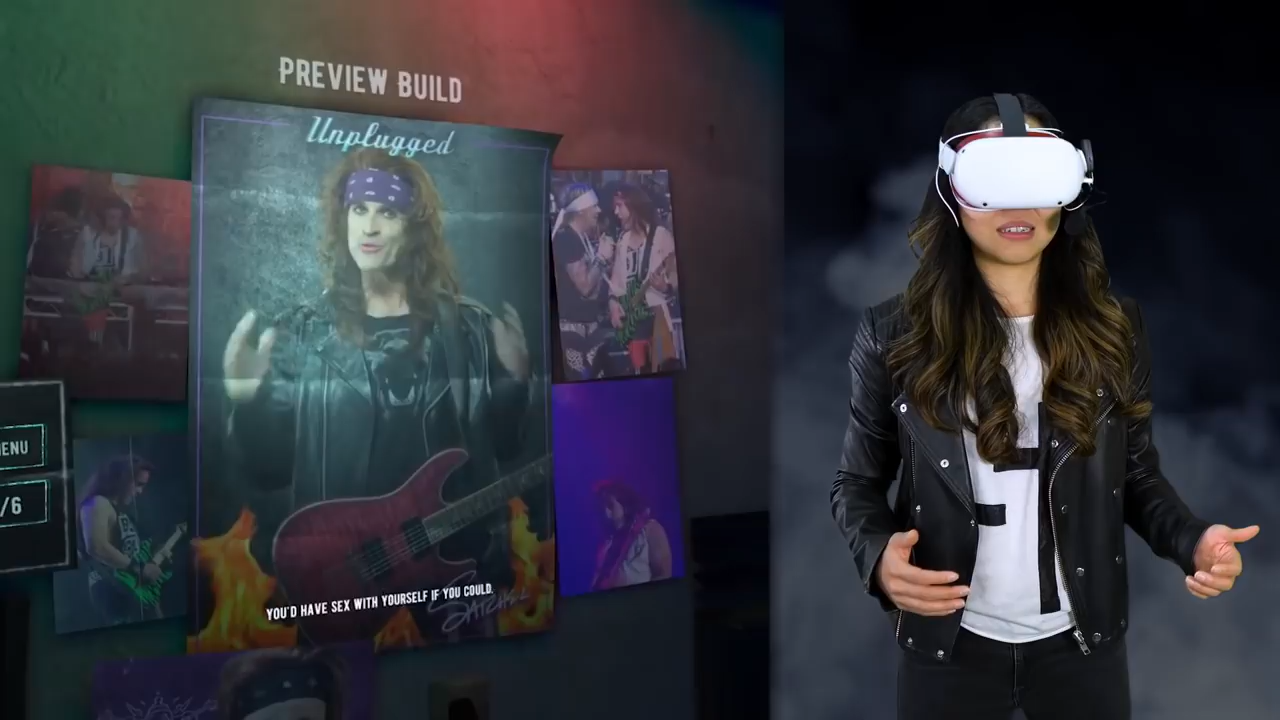 PREVIEW BUILD
Unplugged
ENU
/6
YOU'D HAVE SEX WITH YOURSELF IF YOU COULD.
SATCHEL